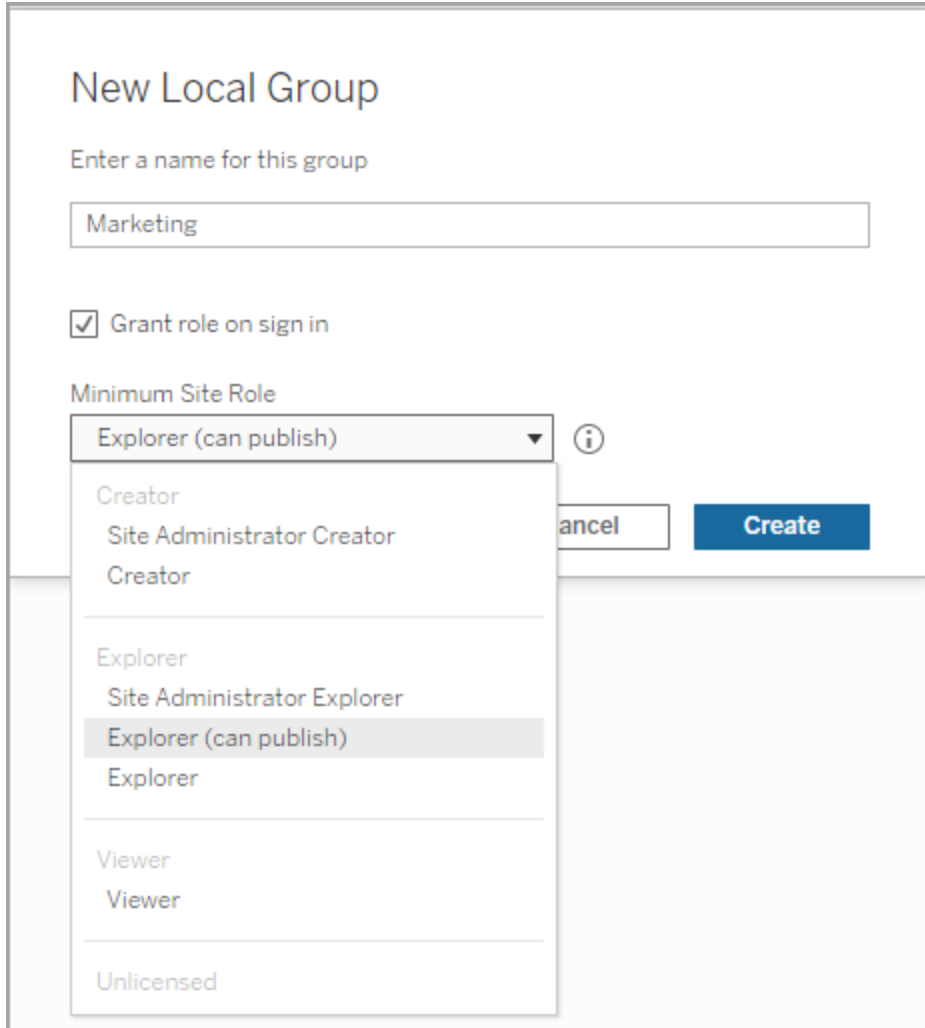 New Local Group
Enter a name for this group
Marketing
Grant role on sign in
Minimum Site Role
Explorer (can publish)
Creator
Site Administrator Creator
Creator
ancel
Create
Explorer
Site Administrator Explorer
Explorer (can publish)
Explorer
Viewer
Viewer
Unlicensed